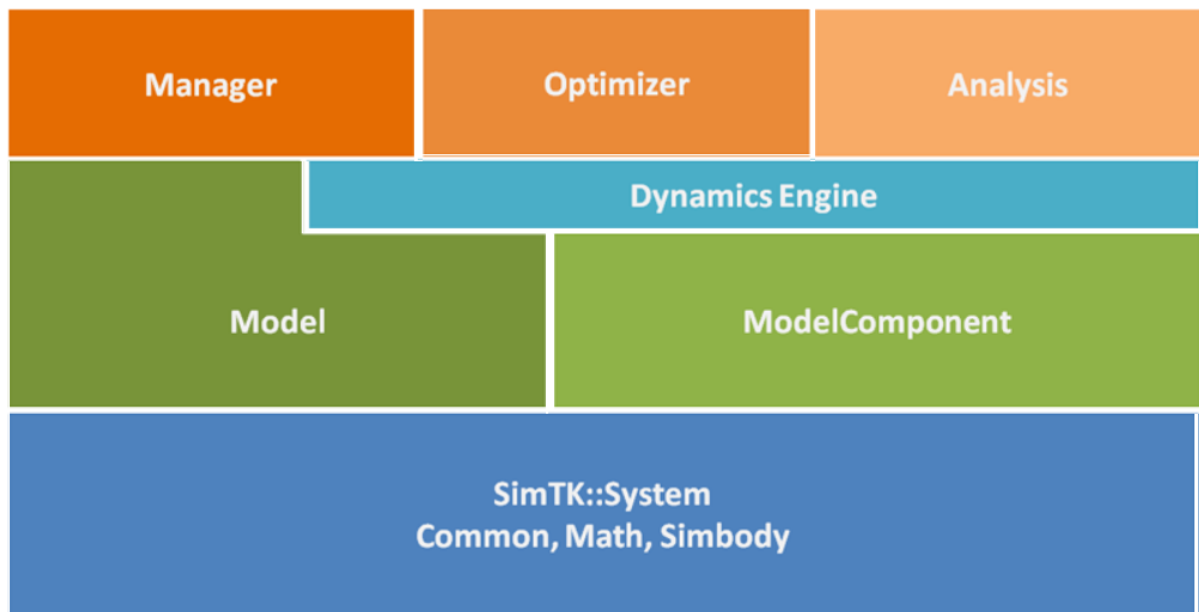 Manager
Optimizer
Analysis
Dynamics Engine
Model
ModelComponent
SimTK::System
Common, Math, Simbody